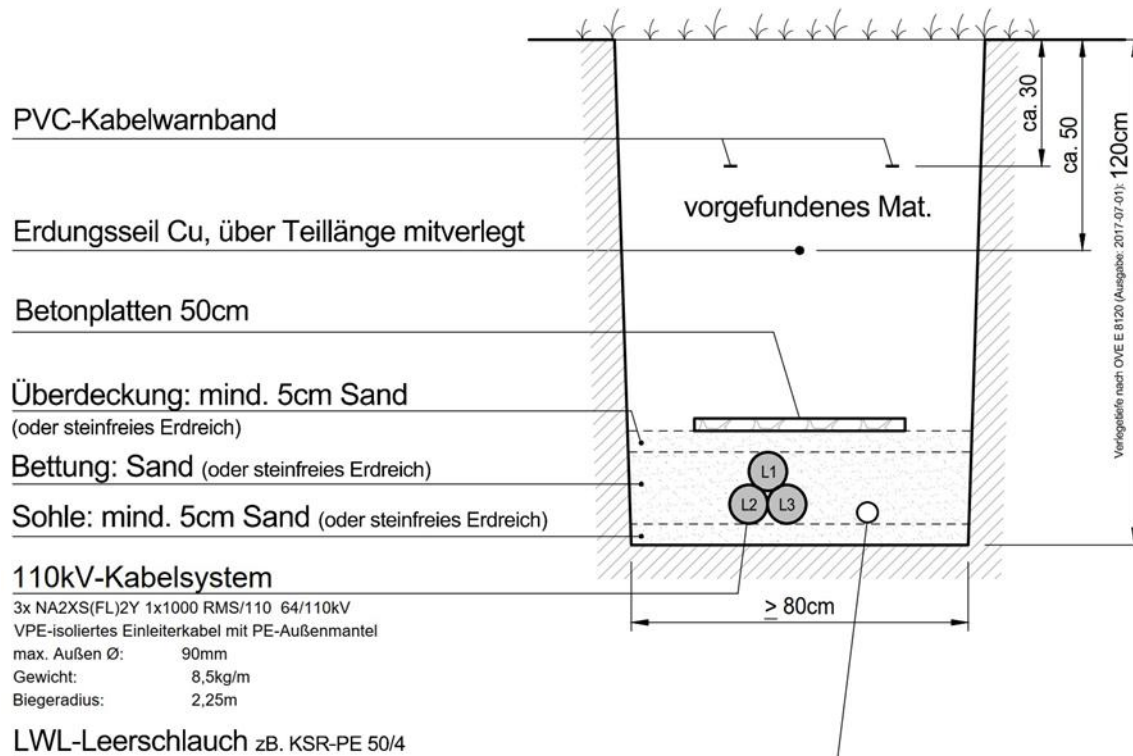 PVC-Kabelwarnband
Erdungsseil Cu, über Teillänge mitverlegt
Betonplatten 50cm
Überdeckung: mind. 5cm Sand
(oder steinfreies Erdreich)
Bettung: Sand (oder steinfreies Erdreich)
Sohle: mind. 5cm Sand (oder steinfreies Erdreich)
110kV-Kabelsystem
3x NA2XS(FL)2Y 1x1000 RMS/110 64/110kV
VPE-isoliertes Einleiterkabel mit PE-Außenmantel
max. Außen Ø: 90mm
Gewicht: 8,5kg/m
Biegeradius: 2,25m
LWL-Leerschlauch zB. KSR-PE 50/4
vorgefundenes Mat.
L1
L2
L3
≥ 80cm
ca. 30
ca. 50
Verlegetiefe nach OVE E 8120 (Ausgabe: 2017-07-01): 120cm